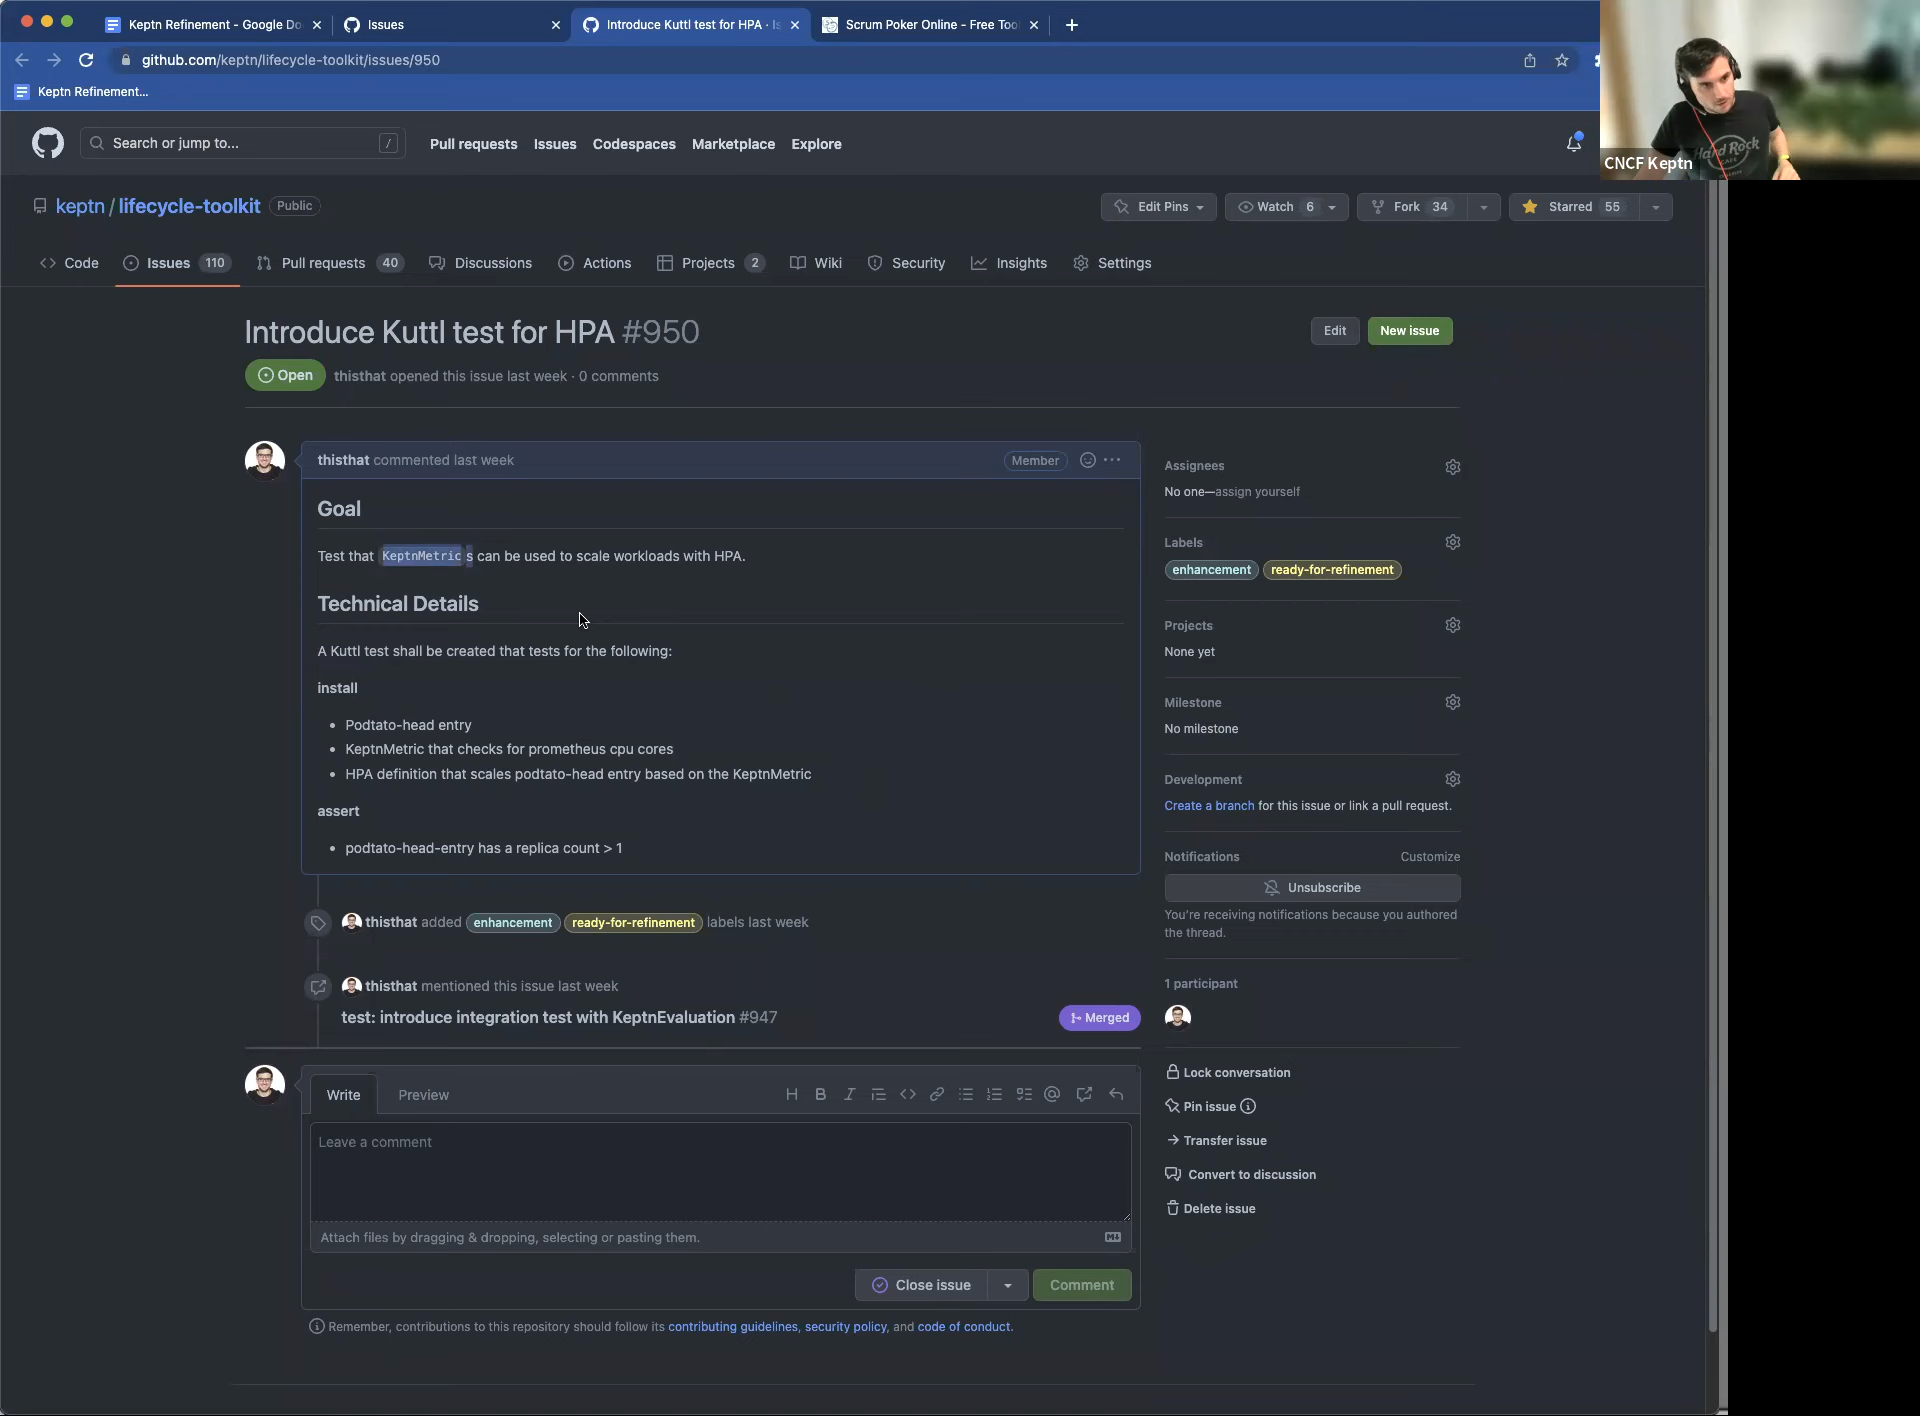 Keptn Refinement - Google Do
Issues
Introduce Kuttl test for HPA · Is
Scrum Poker Online - Free Too
github.com/keptn/lifecycle-toolkit/issues/950
Keptn Refinement...
Search or jump to...
/
Pull requests
Issues
Codespaces
Marketplace
Explore
Hard Rock
CNCF Keptn
keptn / lifecycle-toolkit
Public
Edit Pins
Watch 6
Fork 34
Starred 55
Code
Issues 110
Pull requests 40
Discussions
Actions
Projects 2
Wiki
Security
Insights
Settings
Introduce Kuttl test for HPA #950
Edit
New issue
Open
thisthat opened this issue last week · 0 comments
thisthat commented last week
Member
Goal
Test that KeptnMetric s can be used to scale workloads with HPA.
Technical Details
A Kuttl test shall be created that tests for the following:
install
• Podtato-head entry
• KeptnMetric that checks for prometheus cpu cores
• HPA definition that scales podtato-head entry based on the KeptnMetric
assert
• podtato-head-entry has a replica count > 1
thisthat added enhancement ready-for-refinement labels last week
thisthat mentioned this issue last week
test: introduce integration test with KeptnEvaluation #947
Merged
Write
Preview
Leave a comment
Attach files by dragging & dropping, selecting or pasting them.
Close issue
Comment
Remember, contributions to this repository should follow its contributing guidelines, security policy, and code of conduct.
Assignees
No one—assign yourself
Labels
enhancement ready-for-refinement
Projects
None yet
Milestone
No milestone
Development
Create a branch for this issue or link a pull request.
Notifications
Customize
Unsubscribe
You're receiving notifications because you authored
the thread.
1 participant
Lock conversation
Pin issue
Transfer issue
Convert to discussion
Delete issue